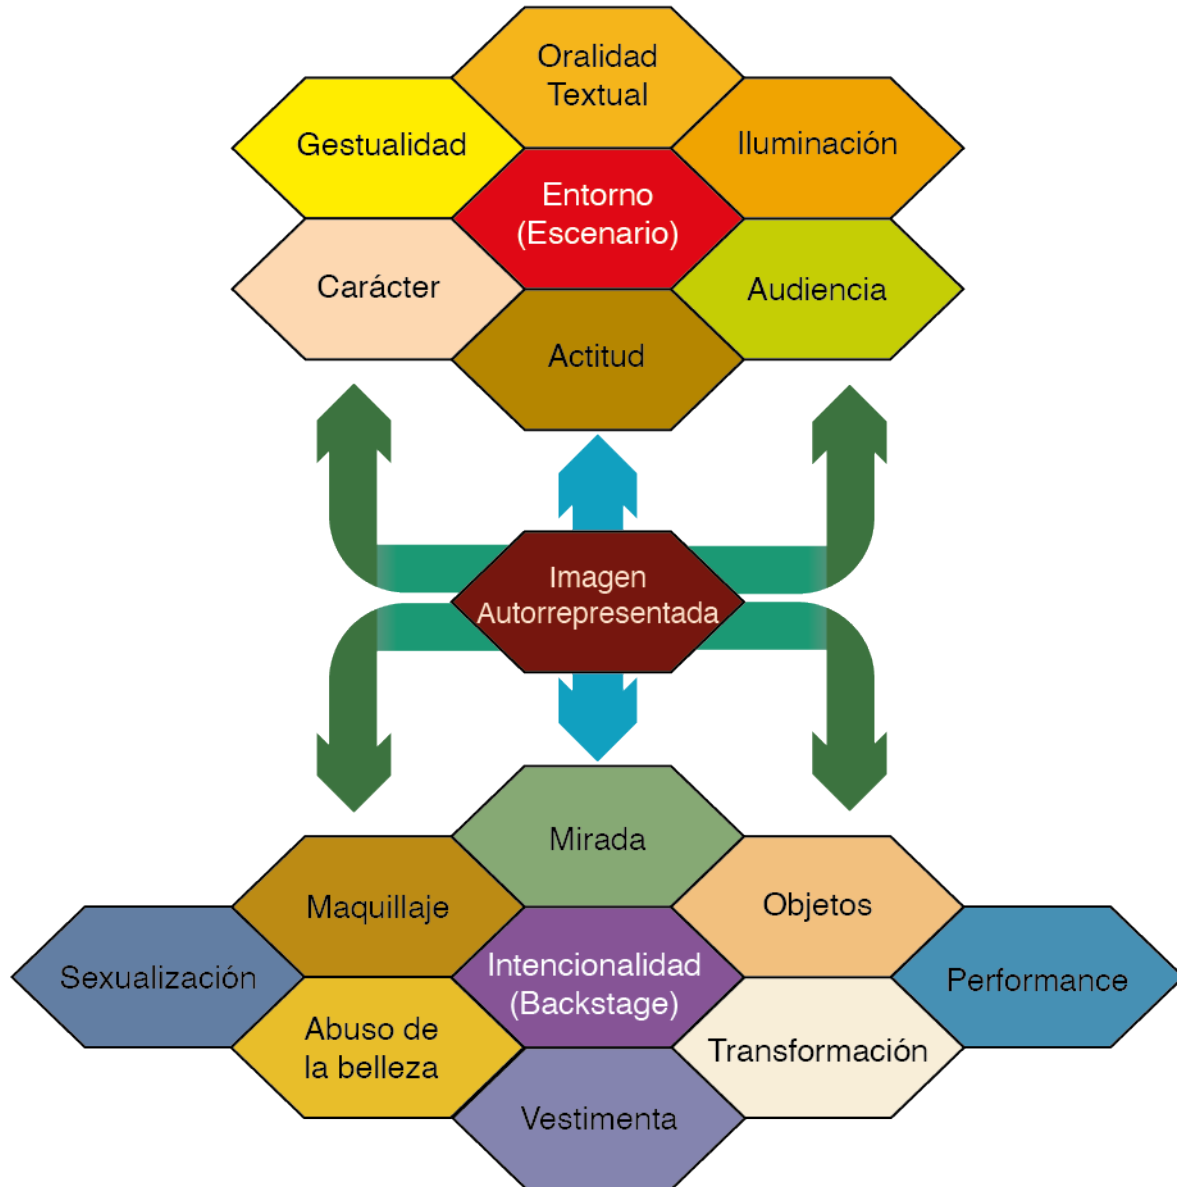 Oralidad
Textual
Gestualidad
Iluminación
Entorno
(Escenario)
Carácter
Audiencia
Actitud
Imagen
Autorrepresentada
Mirada
Maquillaje
Objetos
Sexualización
Intencionalidad
(Backstage)
Performance
Abuso de
la belleza
Transformación
Vestimenta